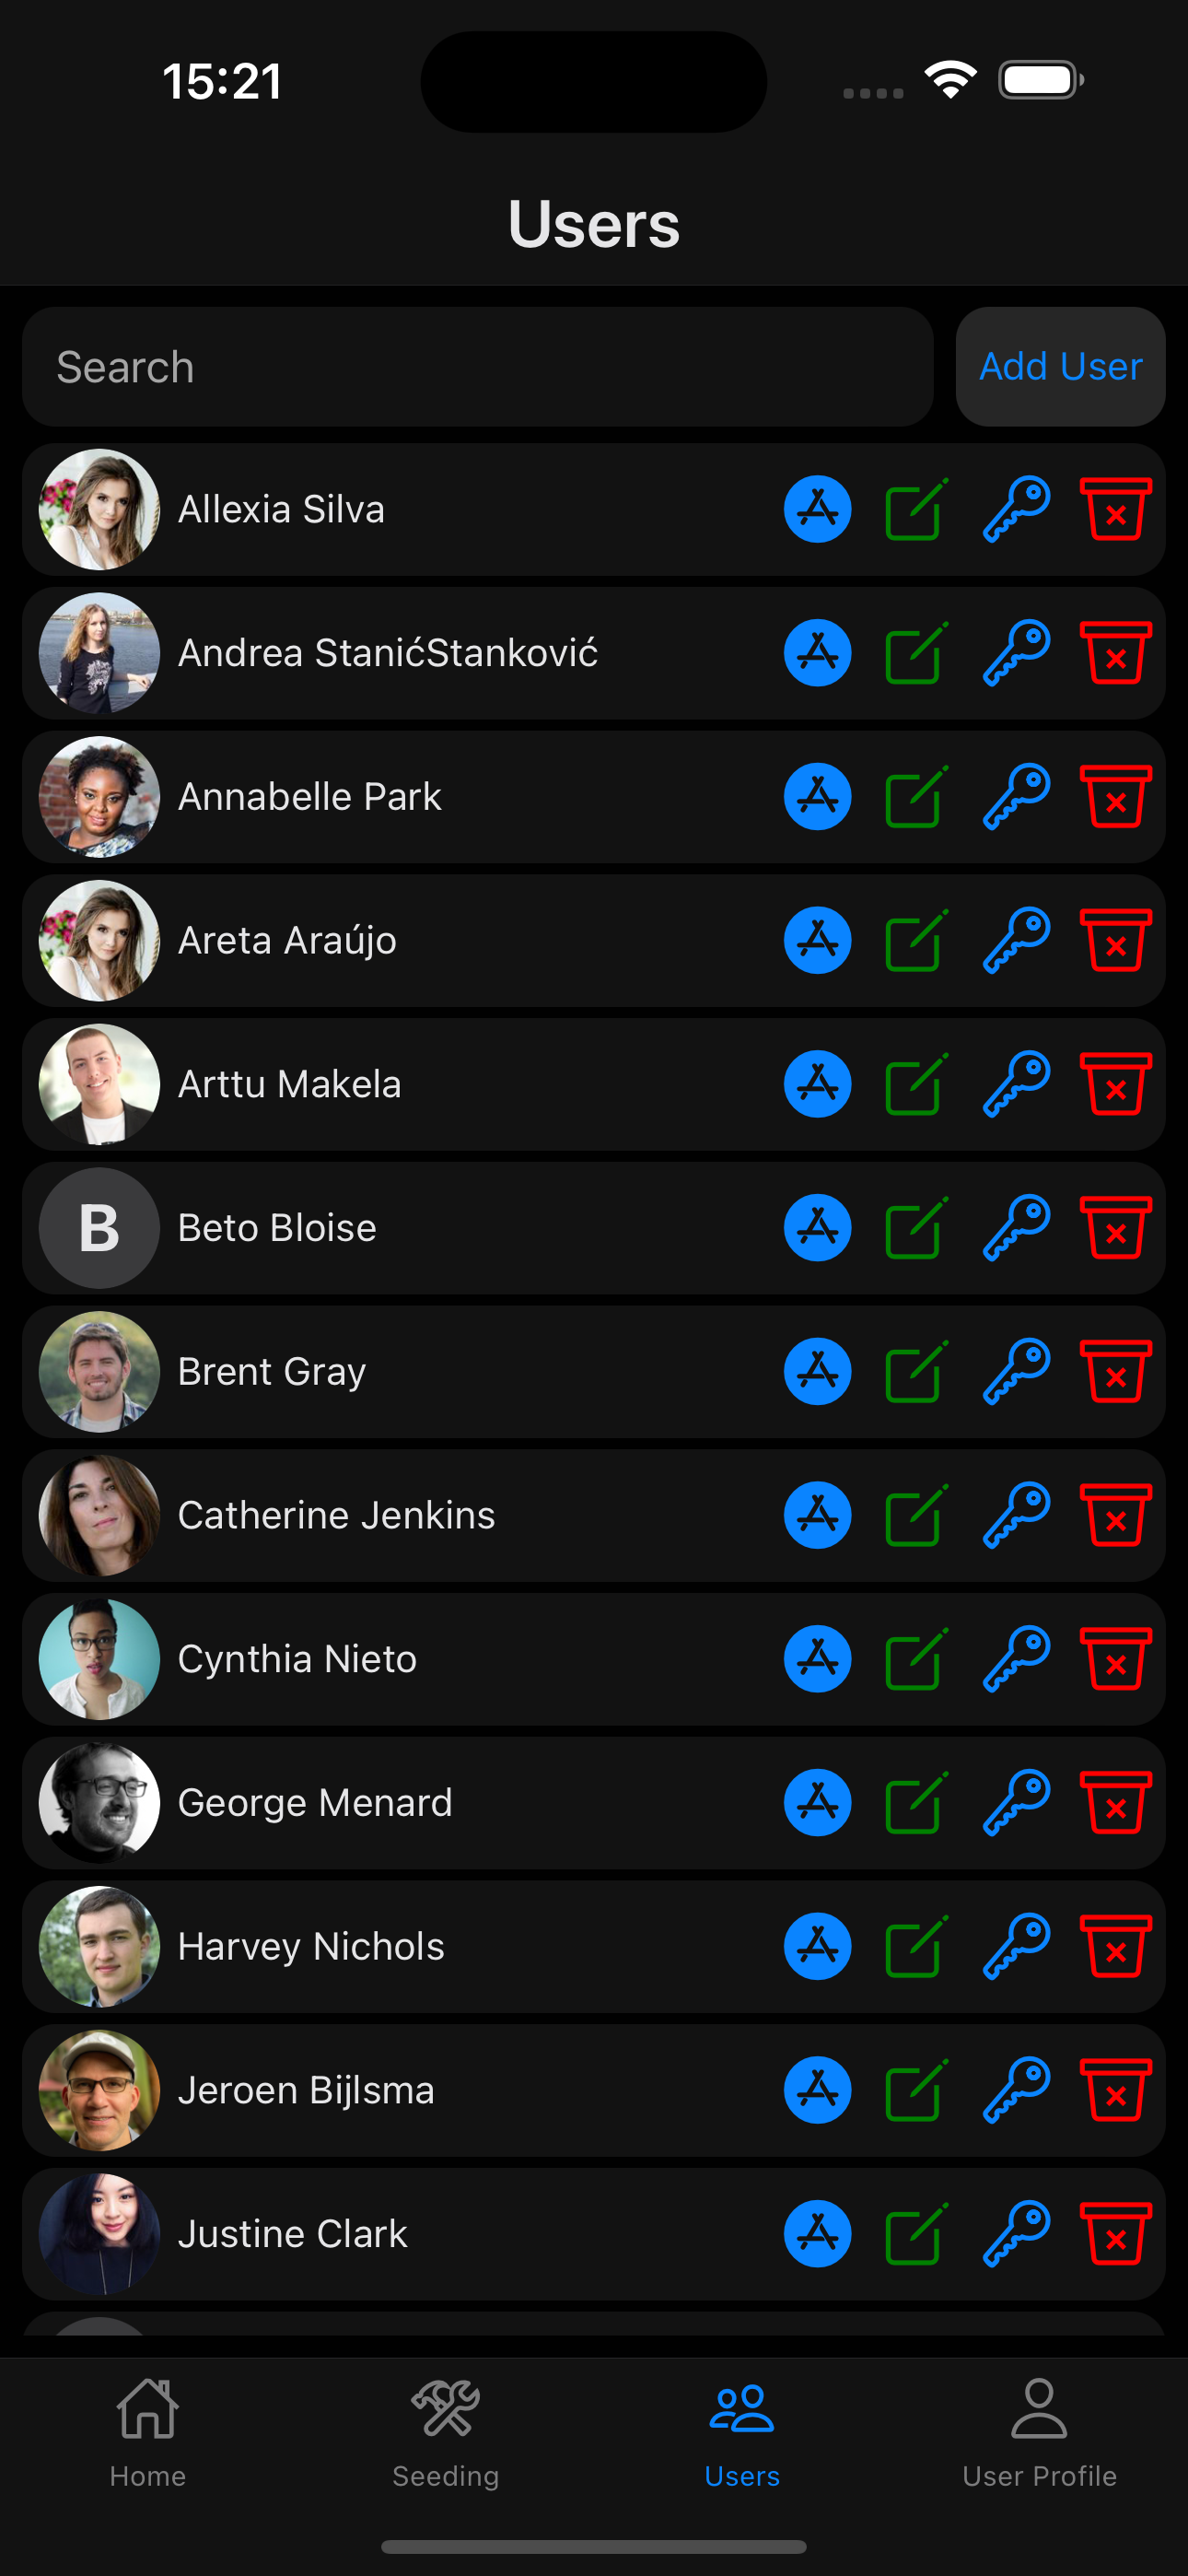 15:21
Users
Search
Add User
Allexia Silva
Andrea StanićStanković
Annabelle Park
Areta Araújo
Arttu Makela
B
Beto Bloise
Brent Gray
Catherine Jenkins
Cynthia Nieto
George Menard
Harvey Nichols
Jeroen Bijlsma
Justine Clark
Home
Seeding
Users
User Profile